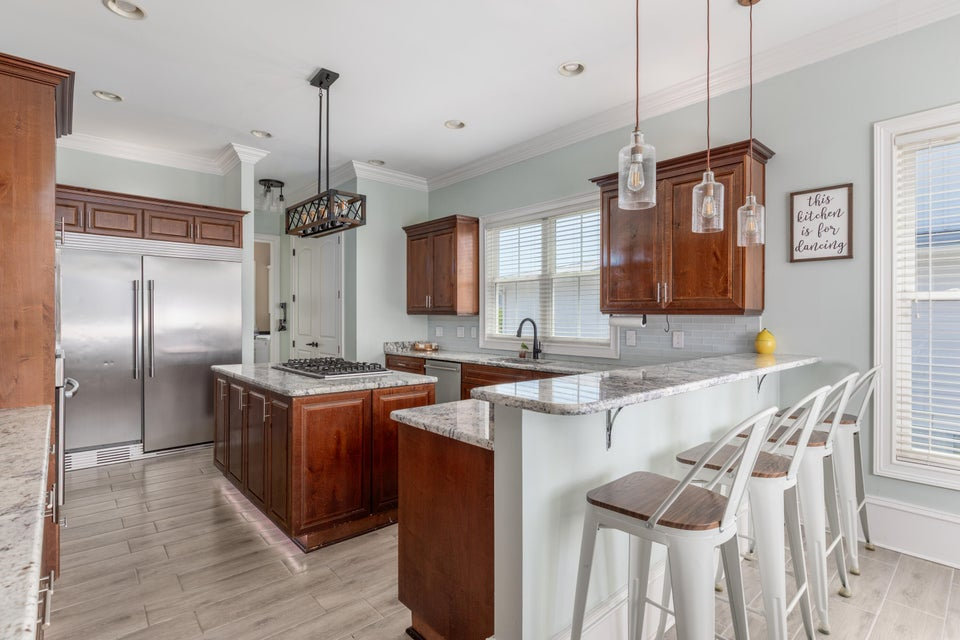 this
kitchen
is for
dancing